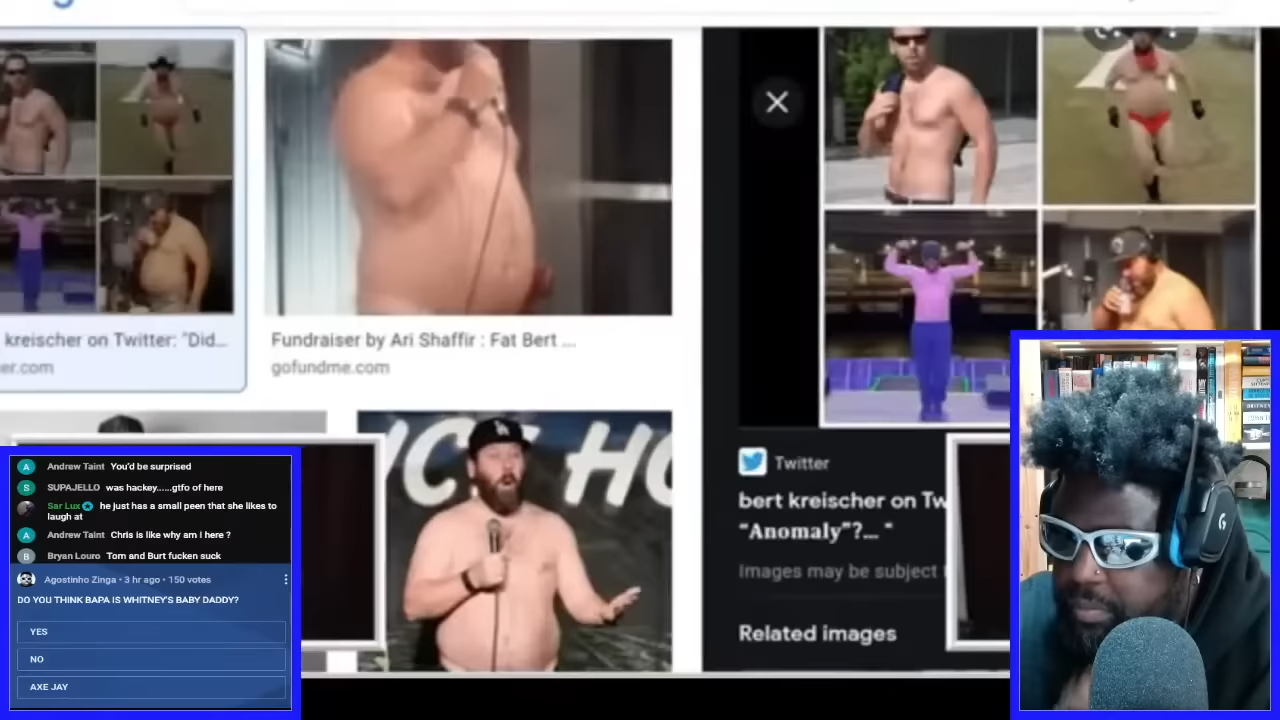 kreischer on Twitter: "Did...
er.com
Fundraiser by Ari Shaffir : Fat Bert ...
gofundme.com
Twitter
bert kreischer on Tw
"Anomaly"?... "
Images may be subject
Related images
Andrew Taint You'd be surprised
SUPAJELLO was hackey......gtfo of here
Sar Lux he just has a small peen that she likes to
laugh at
Andrew Taint Chris is like why am i here ?
Bryan Louro Tom and Burt fucken suck
Agostinho Zinga • 3 hr ago • 150 votes
DO YOU THINK BAPA IS WHITNEY'S BABY DADDY?
YES
NO
AXE JAY